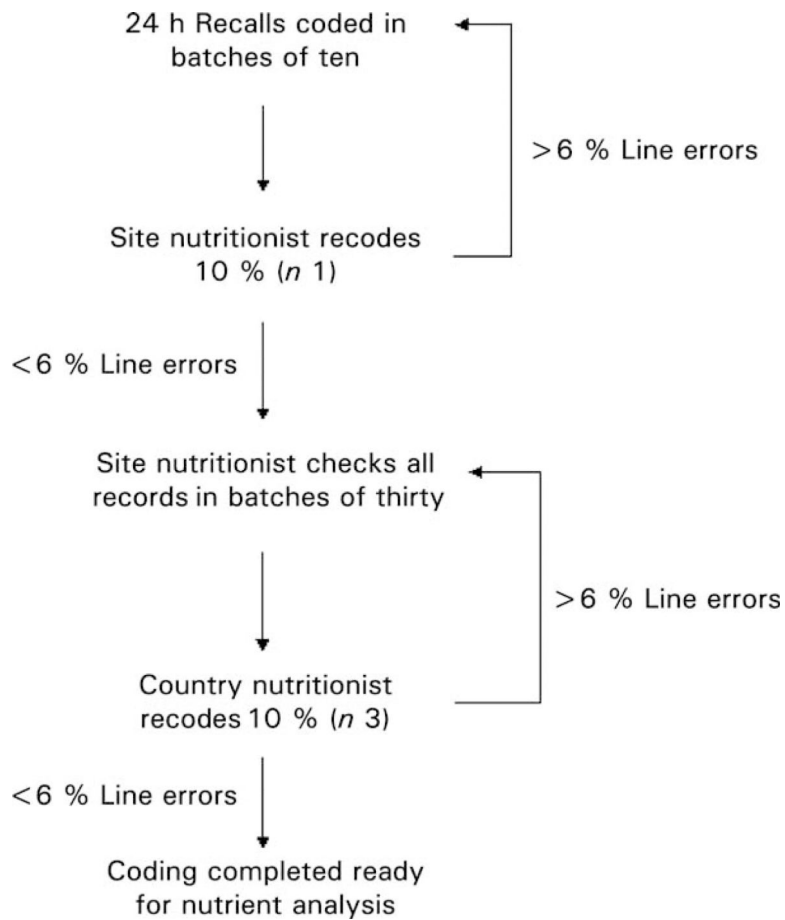 24 h Recalls coded in
batches of ten
>6 % Line errors
Site nutritionist recodes
10 % (n 1)
<6 % Line errors
Site nutritionist checks all
records in batches of thirty
>6 % Line errors
Country nutritionist
recodes 10 % (n 3)
<6 % Line errors
Coding completed ready
for nutrient analysis